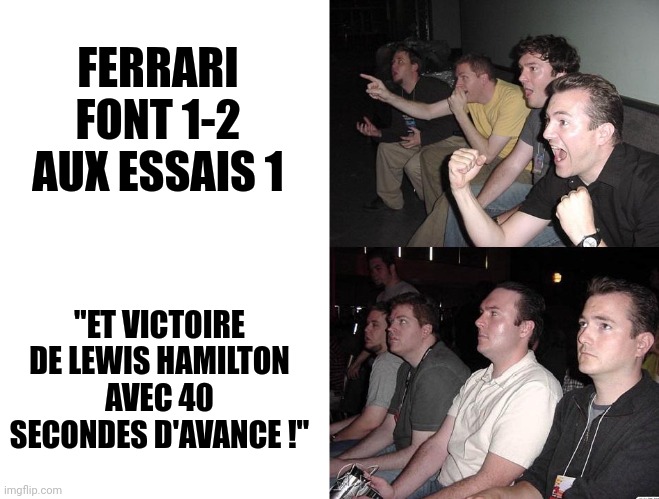 FERRARI
FONT 1-2
AUX ESSAIS 1
"ET VICTOIRE
DE LEWIS HAMILTON
AVEC 40
SECONDES D'AVANCE !"
imgflip.com